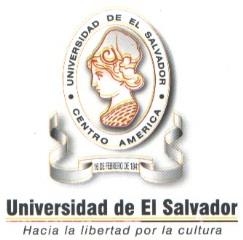 UNIVERSIDAD DE EL SALVADOR
CENTRO AMERICA
16 DE FEBRERO DE 1841
Universidad de El Salvador
Hacia la libertad por la cultura